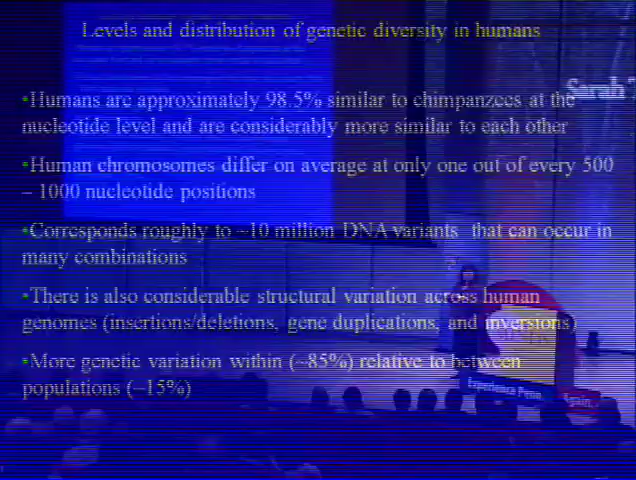 Levels and distribution of genetic diversity in humans
Sarah
•Humans are approximately 98.5% similar to chimpanzees at the
nucleotide level and are considerably more similar to each other
•Human chromosomes differ on average at only one out of every 500
– 1000 nucleotide positions
•Corresponds roughly to ~10 million DNA variants that can occur in
many combinations
•There is also considerable structural variation across human
genomes (insertions/deletions, gene duplications, and inversions)
•More genetic variation within (~85%) relative to between
populations (~15%)
Experience Penn.
Again.